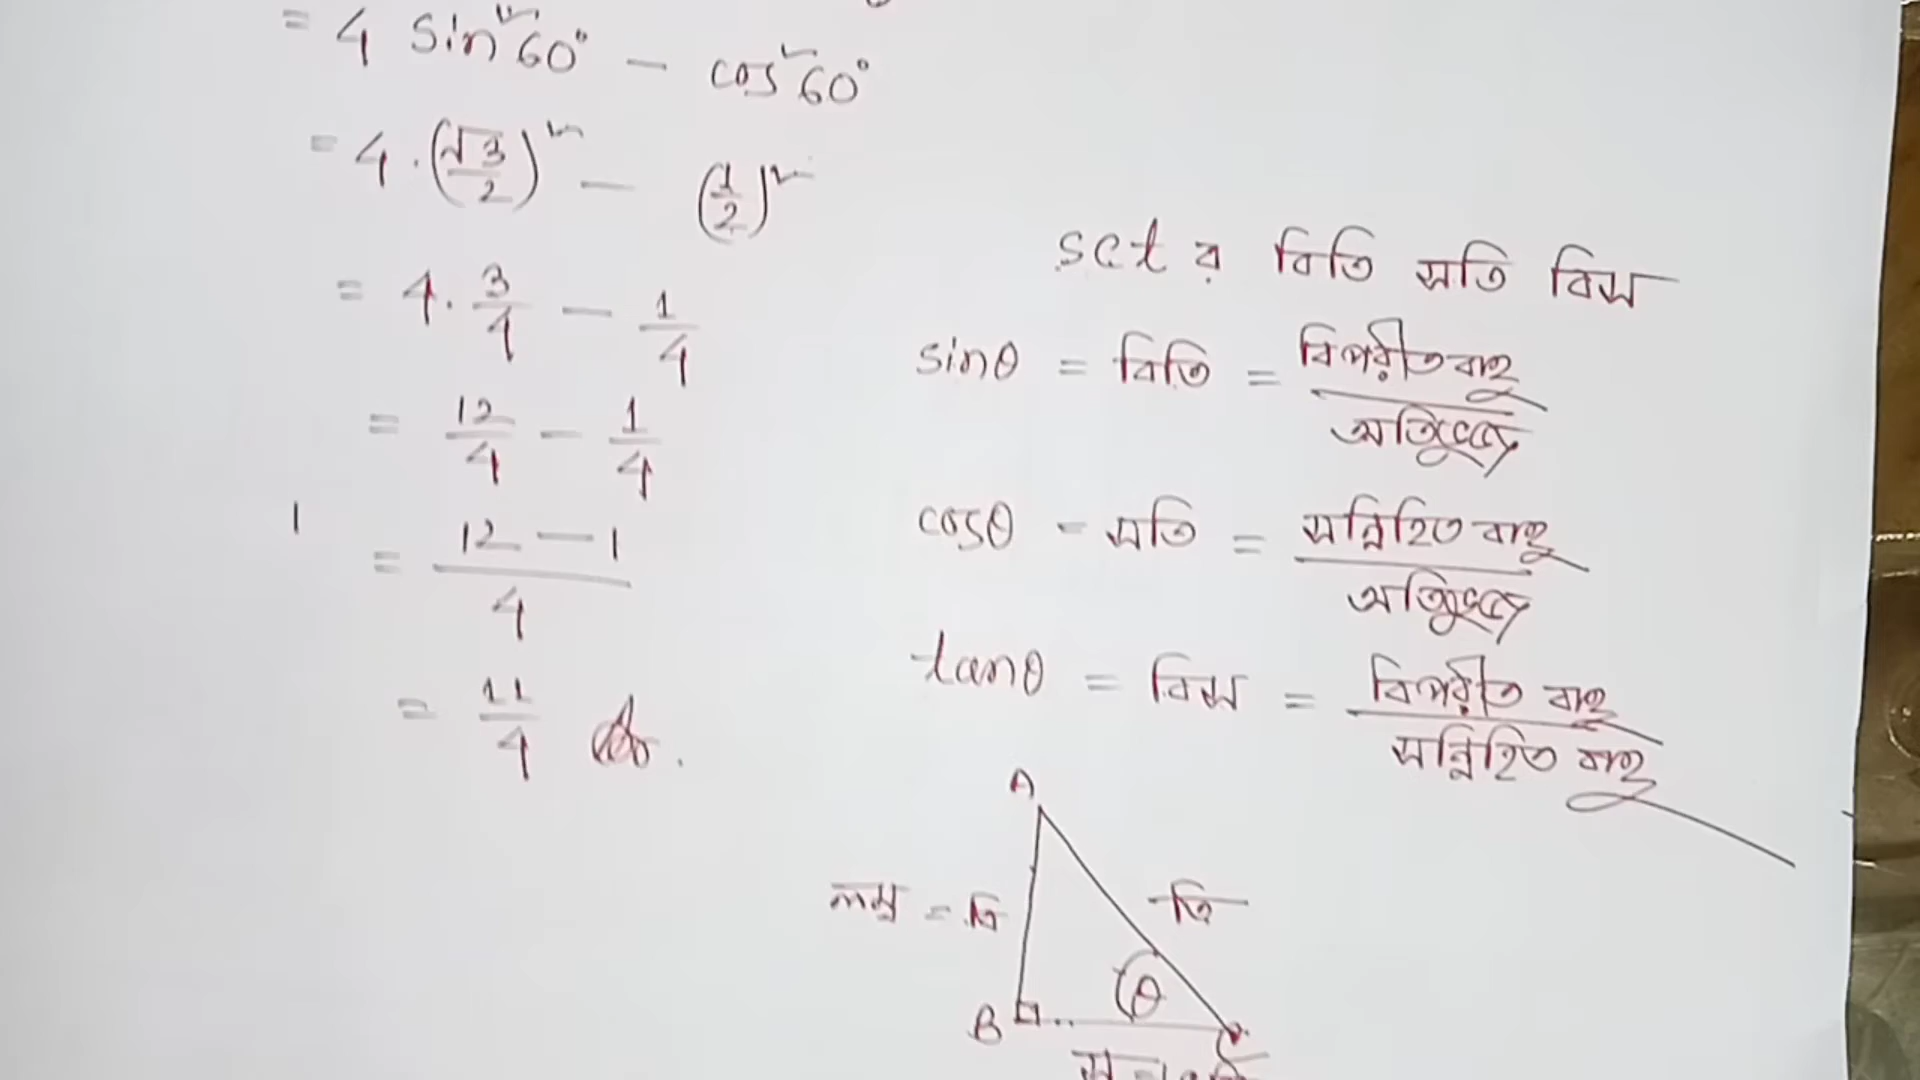 = 4 sin²60° - cos²60°
= 4·(√3/2)² - (1/2)²
= 4·3/4 - 1/4
= 12/4 - 1/4
= (12-1)/4
= 11/4
sct র বিতি সতি বিস
sinθ = বিতি = বিপরীত বাহু / অতিভুজ
cosθ - সতি = সন্নিহিত বাহু / অতিভুজ
tanθ = বিস = বিপরীত বাহু / সন্নিহিত বাহু
A
লম্ব = বি
তি
θ
B
C